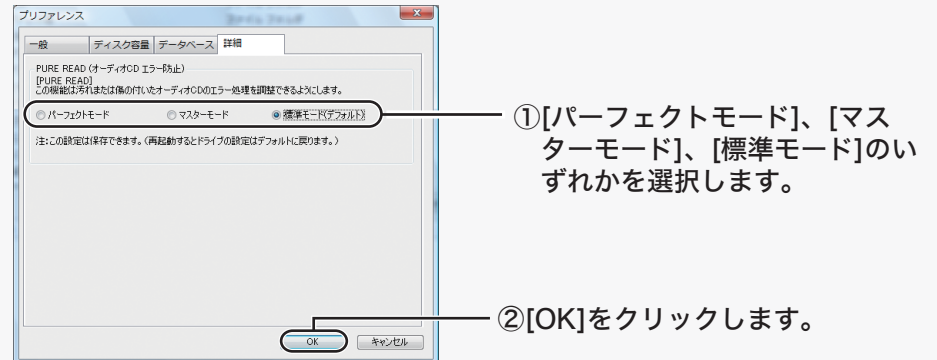 プリファレンス
一般
ディスク容量
データベース
詳細
PURE READ (オーディオCD エラー防止)
[PURE READ]
この機能は汚れまたは傷の付いたオーディオCDのエラー処理を調整できるようにします。
パーフェクトモード
マスターモード
標準モード(デフォルト)
注:この設定は保存できます。(再起動するとドライブの設定はデフォルトに戻ります。)
①[パーフェクトモード]、[マス
ターモード]、[標準モード]のい
ずれかを選択します。
OK
キャンセル
②[OK]をクリックします。